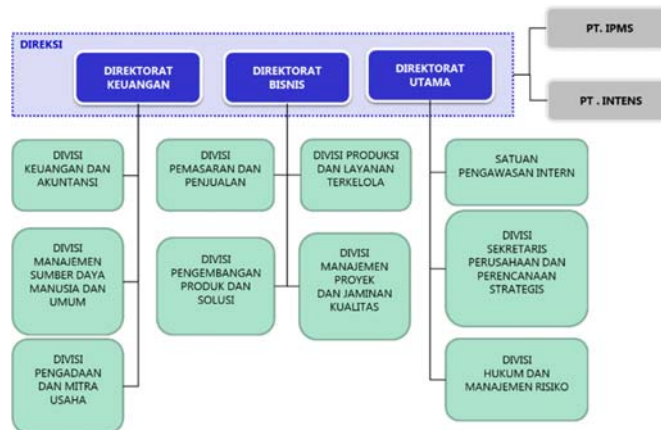 DIREKSI
DIREKTORAT
KEUANGAN
DIREKTORAT
BISNIS
DIREKTORAT
UTAMA
PT. IPMS
PT . INTENS
DIVISI
KEUANGAN DAN
AKUNTANSI
DIVISI
PEMASARAN DAN
PENJUALAN
DIVISI PRODUKSI
DAN LAYANAN
TERKELOLA
SATUAN
PENGAWASAN INTERN
DIVISI
MANAJEMEN
SUMBER DAYA
MANUSIA DAN
UMUM
DIVISI
PENGEMBANGAN
PRODUK DAN
SOLUSI
DIVISI
MANAJEMEN
PROYEK
DAN JAMINAN
KUALITAS
DIVISI
SEKRETARIS
PERUSAHAAN DAN
PERENCANAAN
STRATEGIS
DIVISI
PENGADAAN
DAN MITRA
USAHA
DIVISI
HUKUM DAN
MANAJEMEN RISIKO